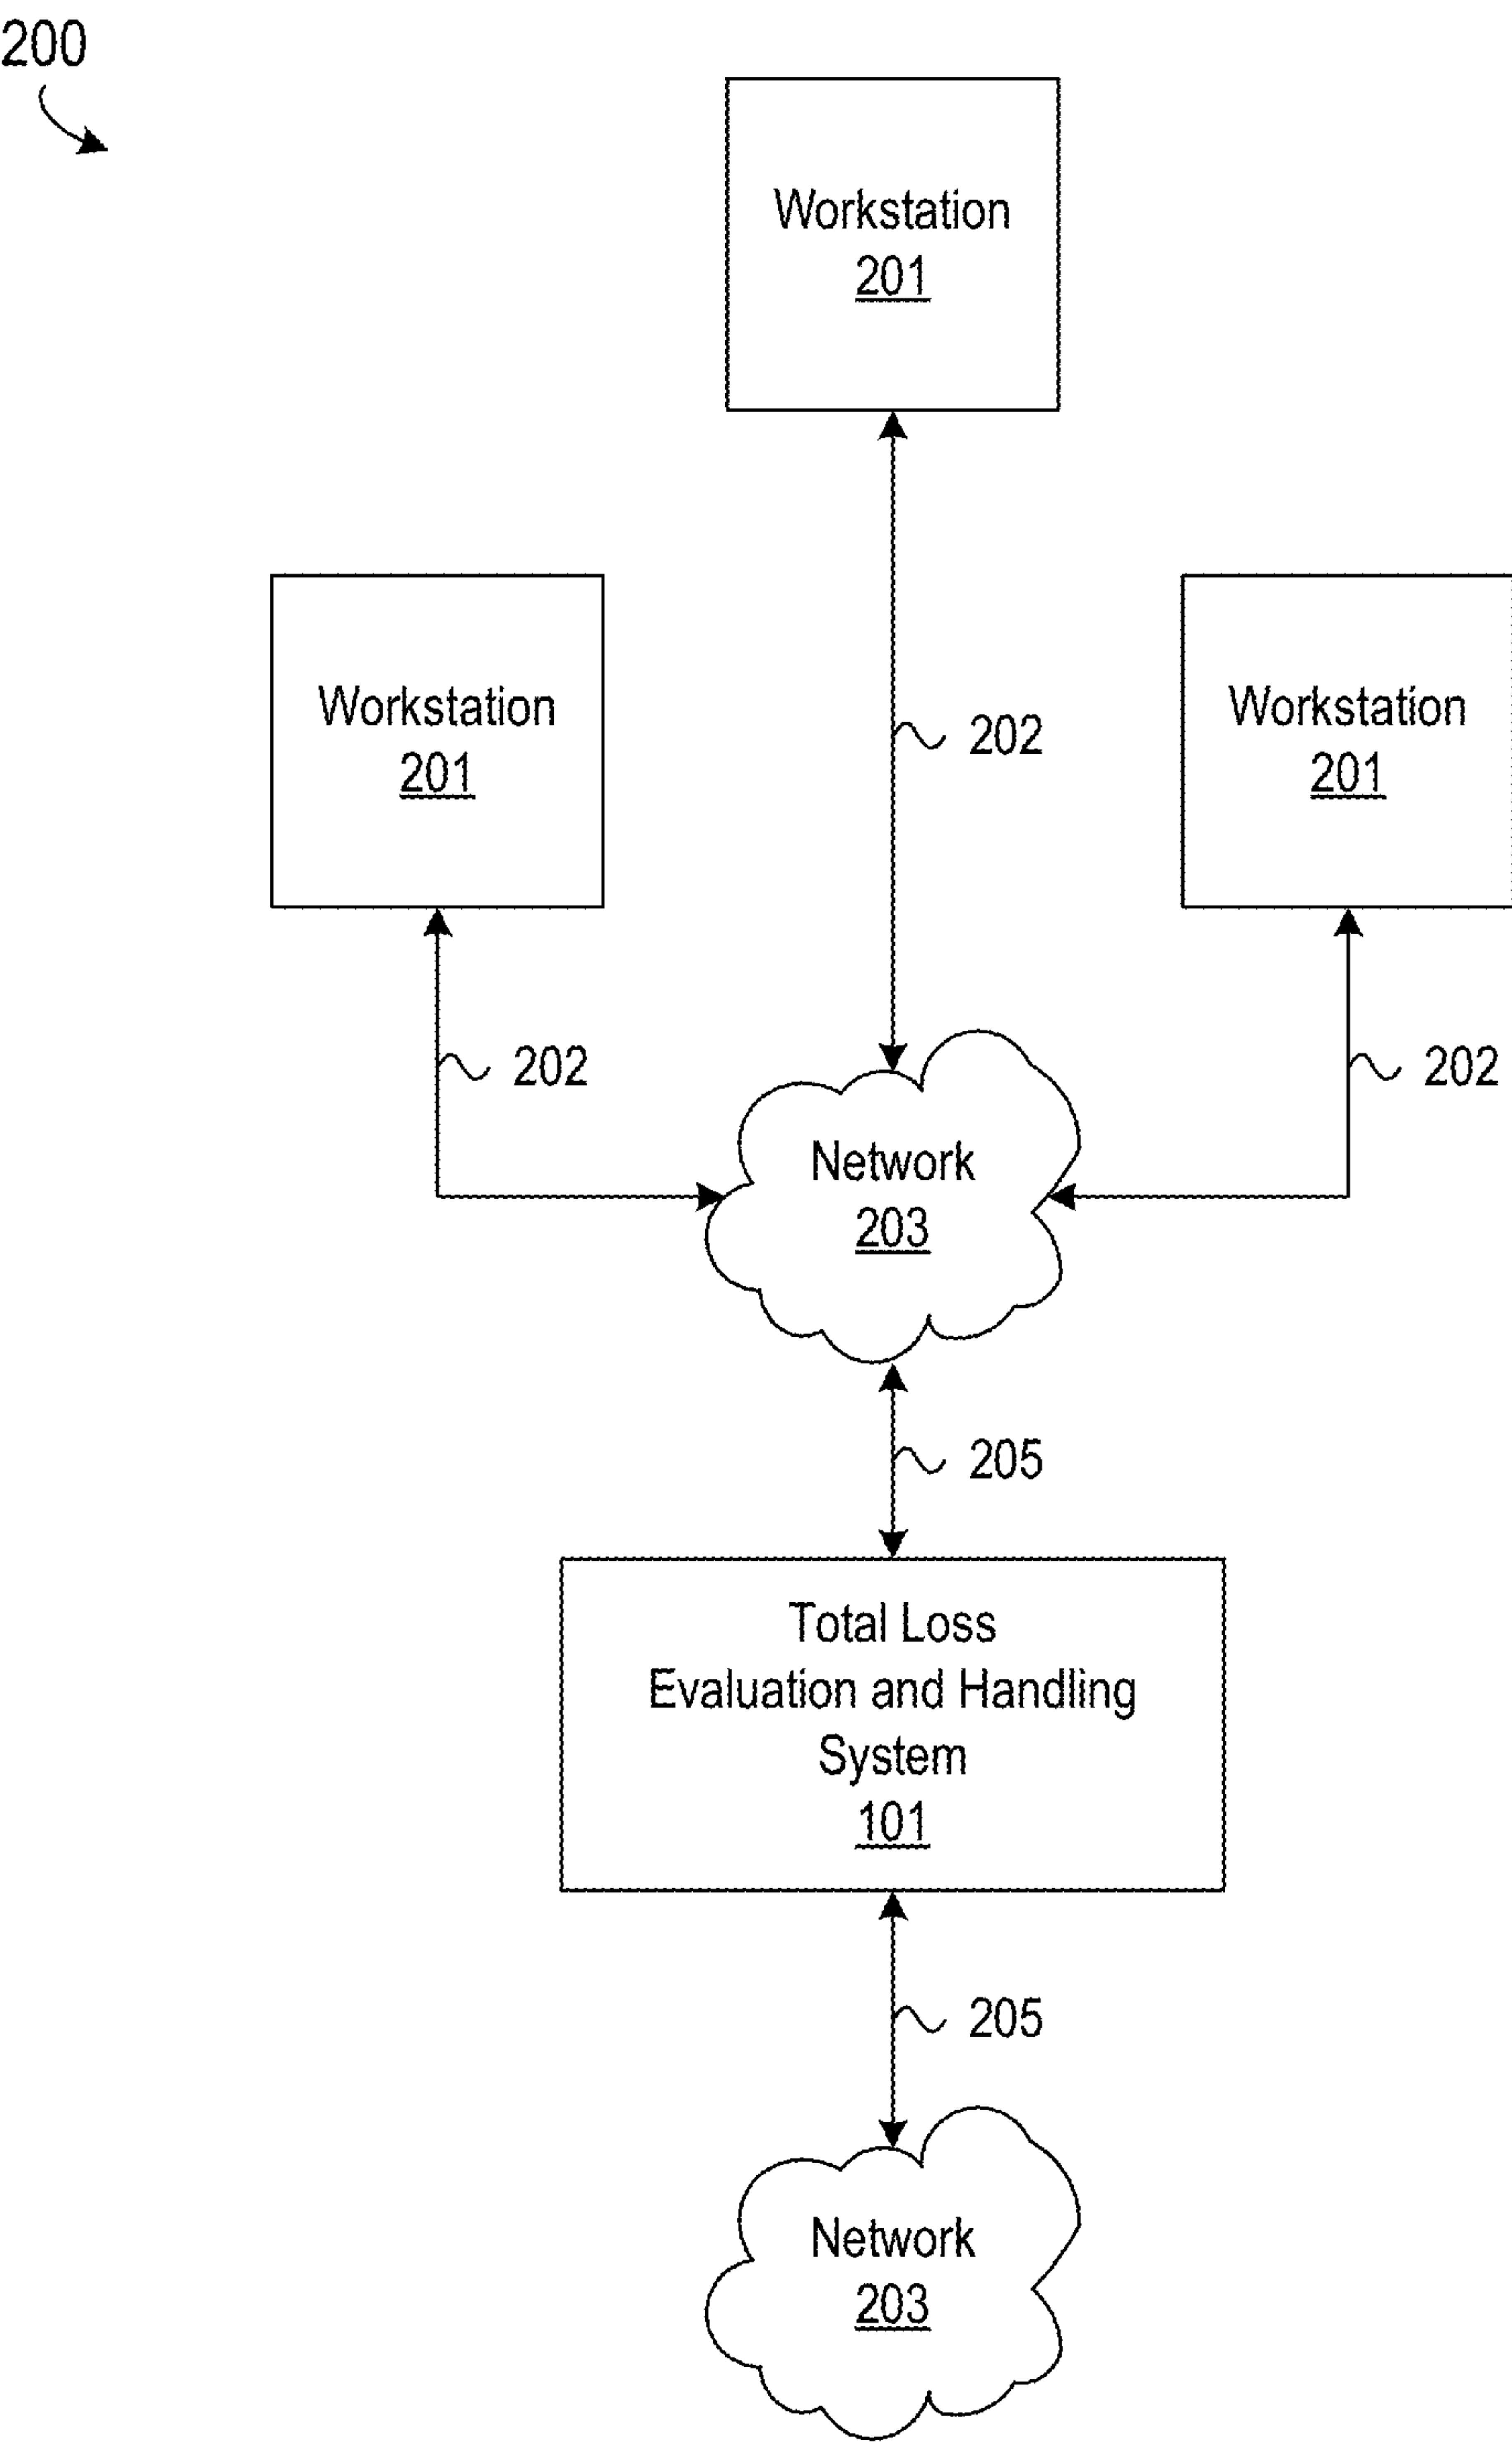 200
Workstation
201
Workstation
201
Workstation
201
202
202
202
Network
203
205
Total Loss
Evaluation and Handling
System
101
205
Network
203